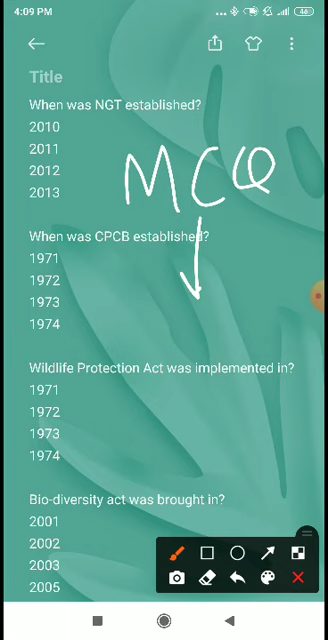 4:09 PM
48
Title
When was NGT established?
2010
2011
2012
2013
MCQ
When was CPCB established?
1971
1972
1973
1974
Wildlife Protection Act was implemented in?
1971
1972
1973
1974
Bio-diversity act was brought in?
2001
2002
2003
2005